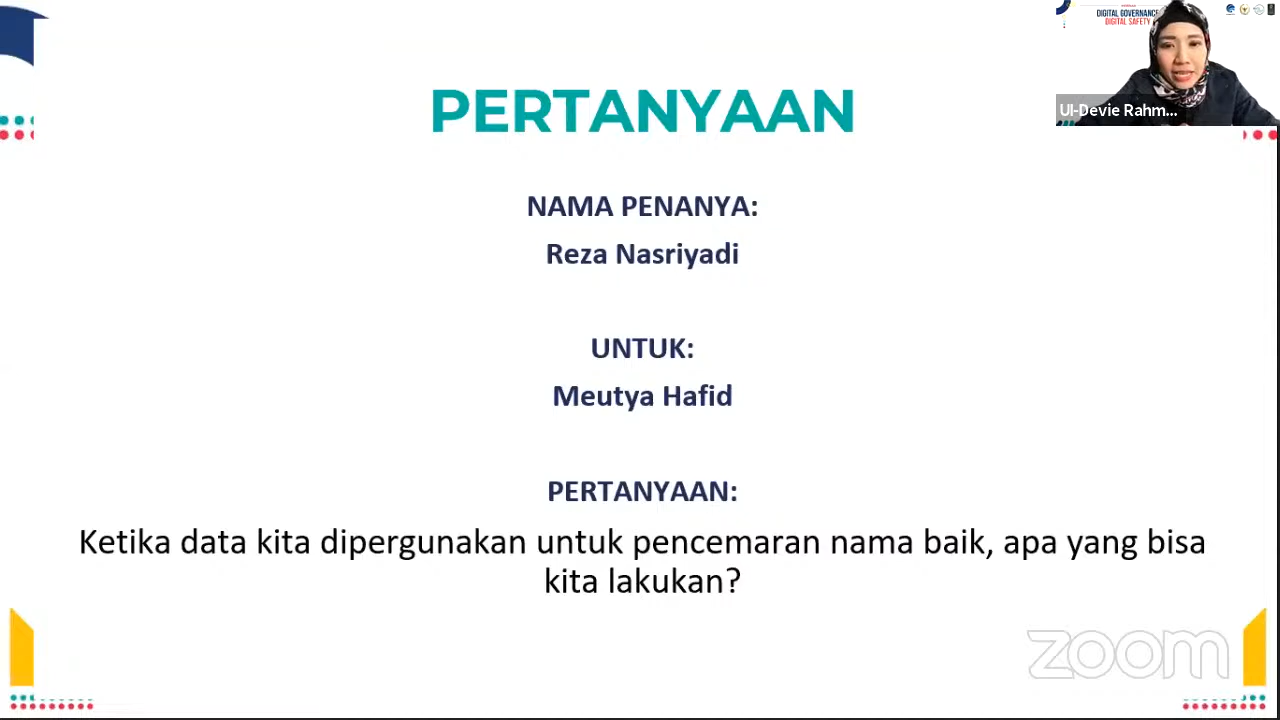 DIGITAL GOVERNANCE
DIGITAL SAFETY
UI-Devie Rahm...
PERTANYAAN
NAMA PENANYA:
Reza Nasriyadi
UNTUK:
Meutya Hafid
PERTANYAAN:
Ketika data kita dipergunakan untuk pencemaran nama baik, apa yang bisa
kita lakukan?
zoom